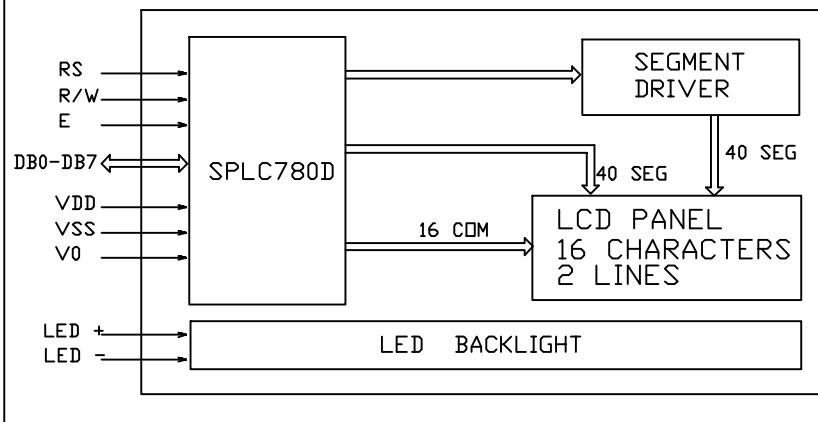 RS
R/W
E
DB0-DB7
VDD
VSS
V0
LED +
LED -
SPLC780D
SEGMENT
DRIVER
40 SEG
40 SEG
16 COM
LCD PANEL
16 CHARACTERS
2 LINES
LED BACKLIGHT